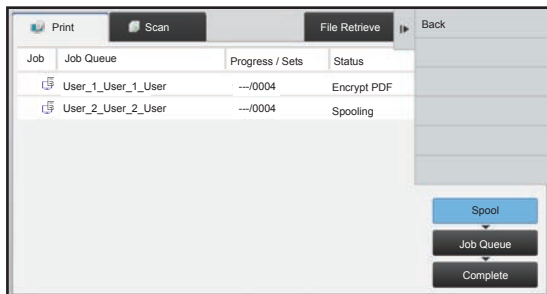 Print Scan File Retrieve Back
Job Job Queue Progress / Sets Status
User_1_User_1_User ---/0004 Encrypt PDF
User_2_User_2_User ---/0004 Spooling
Spool
Job Queue
Complete